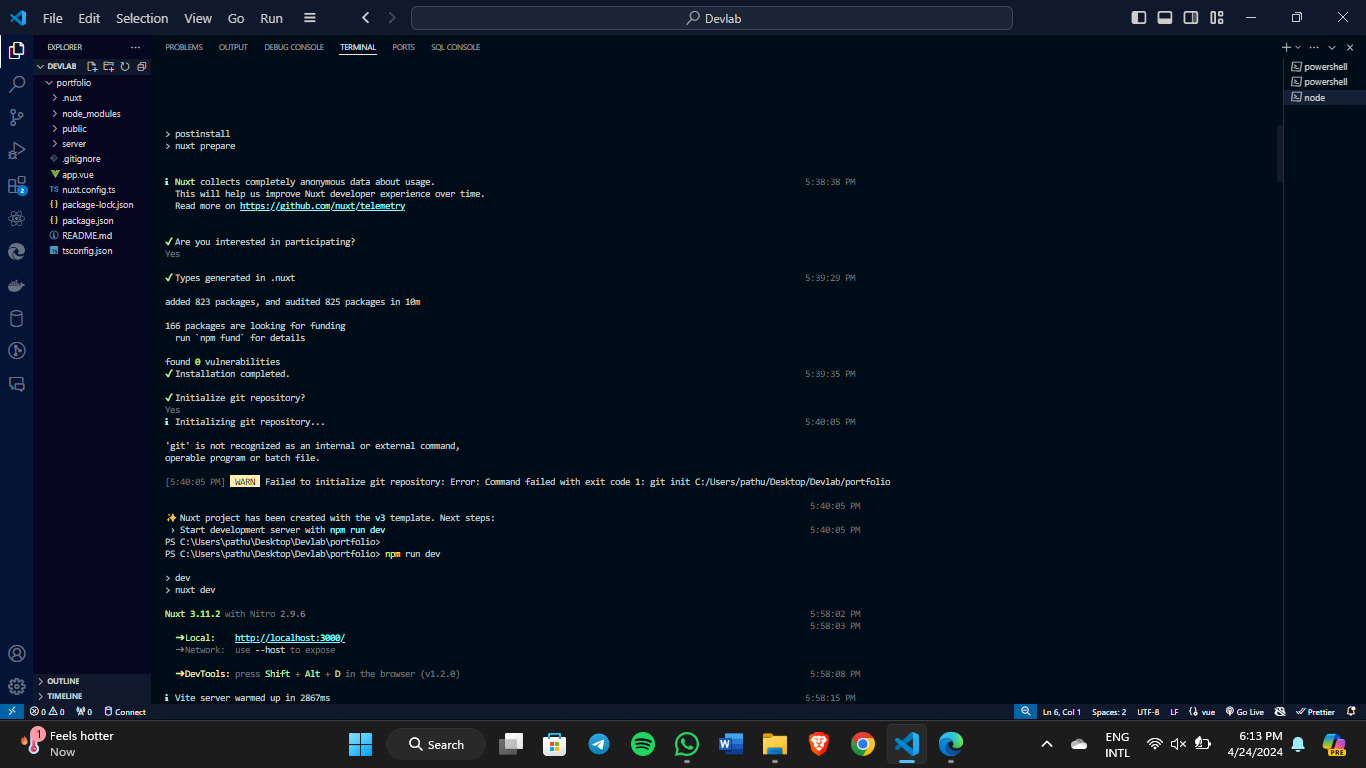 File Edit Selection View Go Run
Devlab
EXPLORER
PROBLEMS OUTPUT DEBUG CONSOLE TERMINAL PORTS SQL CONSOLE
DEVLAB
portfolio
.nuxt
node_modules
public
server
.gitignore
app.vue
TS nuxt.config.ts
{} package-lock.json
{} package.json
README.md
tsconfig.json
OUTLINE
TIMELINE
2
> postinstall
> nuxt prepare
i Nuxt collects completely anonymous data about usage. 5:38:38 PM
This will help us improve Nuxt developer experience over time.
Read more on https://github.com/nuxt/telemetry
✓ Are you interested in participating?
Yes
✓ Types generated in .nuxt 5:39:29 PM
added 823 packages, and audited 825 packages in 10m
166 packages are looking for funding
run `npm fund` for details
found 0 vulnerabilities
✓ Installation completed. 5:39:35 PM
✓ Initialize git repository?
Yes
i Initializing git repository... 5:40:05 PM
'git' is not recognized as an internal or external command,
operable program or batch file.
[5:40:05 PM] WARN Failed to initialize git repository: Error: Command failed with exit code 1: git init C:/Users/pathu/Desktop/Devlab/portfolio
5:40:05 PM
✨ Nuxt project has been created with the v3 template. Next steps:
› Start development server with npm run dev 5:40:05 PM
PS C:\Users\pathu\Desktop\Devlab\portfolio>
PS C:\Users\pathu\Desktop\Devlab\portfolio> npm run dev
> dev
> nuxt dev
Nuxt 3.11.2 with Nitro 2.9.6 5:58:02 PM
5:58:03 PM
➜ Local: http://localhost:3000/
➜ Network: use --host to expose
➜ DevTools: press Shift + Alt + D in the browser (v1.2.0) 5:58:08 PM
i Vite server warmed up in 2867ms 5:58:15 PM
powershell
powershell
node
0 0 0 Connect Ln 6, Col 1 Spaces: 2 UTF-8 LF vue Go Live Prettier
1
Feels hotter
Now
Search
ENG
INTL
6:13 PM
4/24/2024
PRE